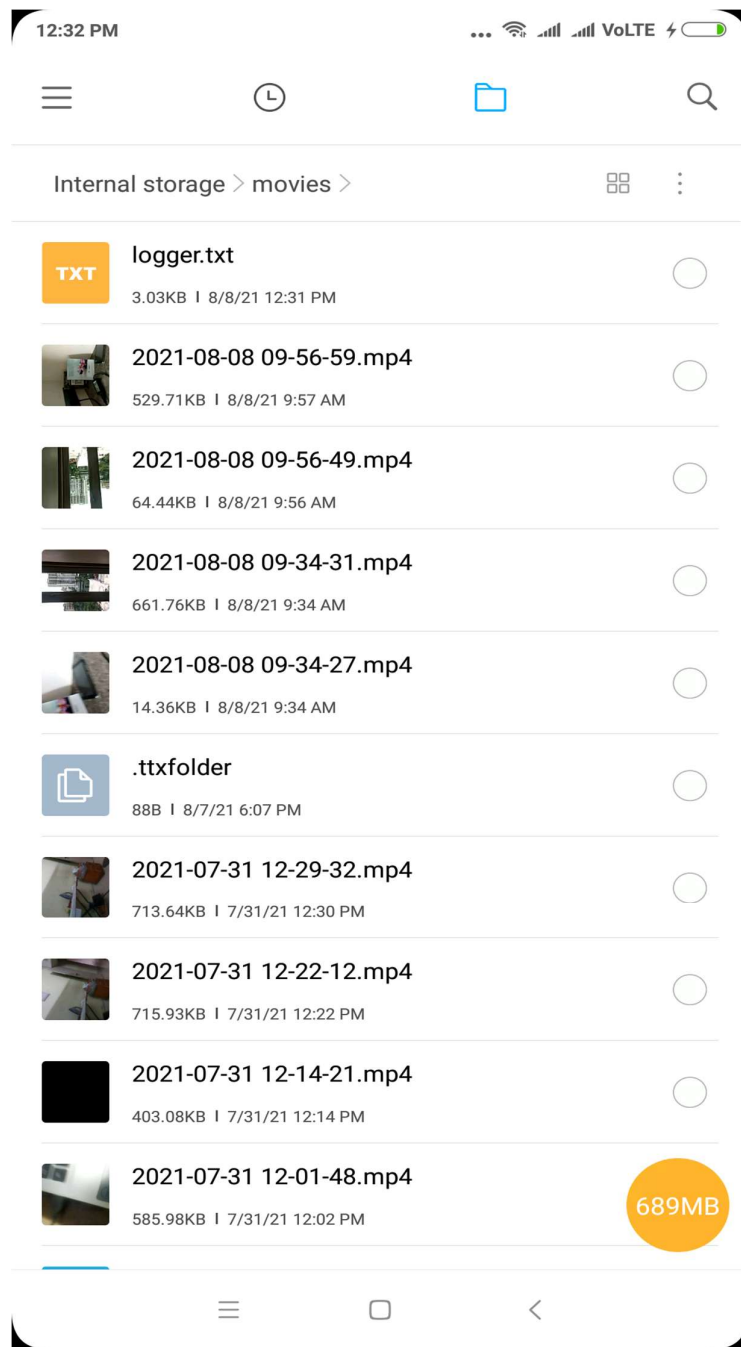 12:32 PM ... VoLTE
Internal storage > movies >
TXT
logger.txt
3.03KB | 8/8/21 12:31 PM
2021-08-08 09-56-59.mp4
529.71KB | 8/8/21 9:57 AM
2021-08-08 09-56-49.mp4
64.44KB | 8/8/21 9:56 AM
2021-08-08 09-34-31.mp4
661.76KB | 8/8/21 9:34 AM
2021-08-08 09-34-27.mp4
14.36KB | 8/8/21 9:34 AM
.ttxfolder
88B | 8/7/21 6:07 PM
2021-07-31 12-29-32.mp4
713.64KB | 7/31/21 12:30 PM
2021-07-31 12-22-12.mp4
715.93KB | 7/31/21 12:22 PM
2021-07-31 12-14-21.mp4
403.08KB | 7/31/21 12:14 PM
2021-07-31 12-01-48.mp4
585.98KB | 7/31/21 12:02 PM
689MB